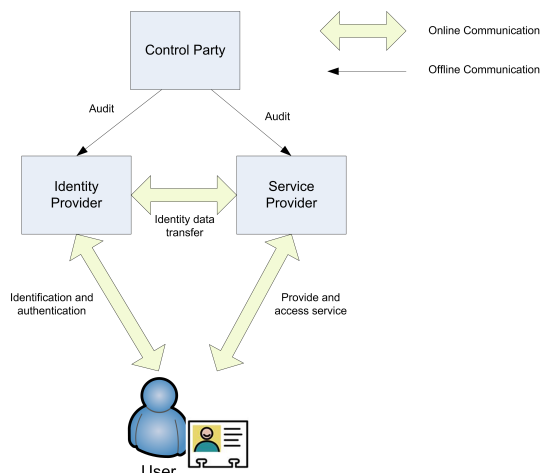 Control Party
Online Communication
Offline Communication
Audit
Audit
Identity
Provider
Service
Provider
Identity data
transfer
Identification and
authentication
Provide and
access service
User